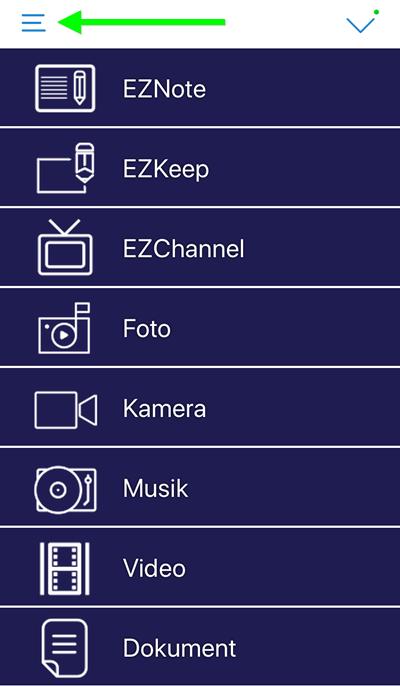 EZNote
EZKeep
EZChannel
Foto
Kamera
Musik
Video
Dokument